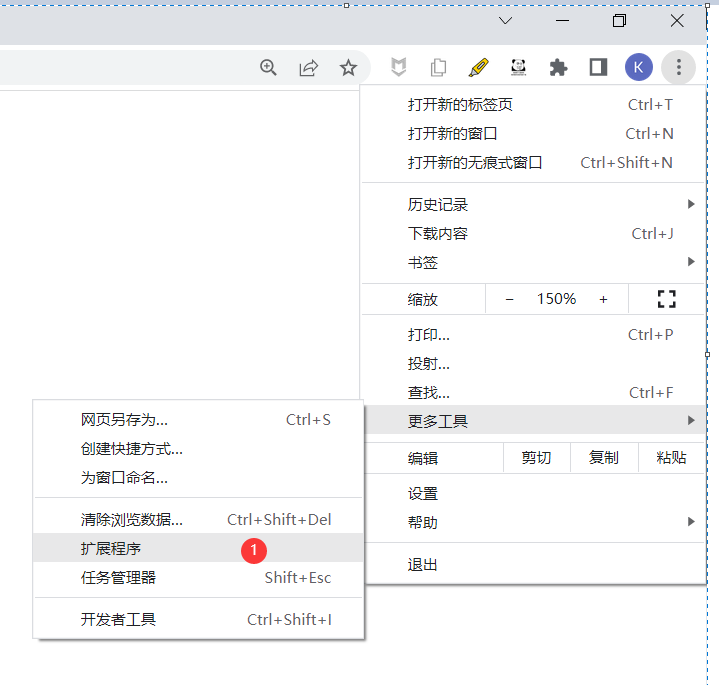 K
打开新的标签页 Ctrl+T
打开新的窗口 Ctrl+N
打开新的无痕式窗口 Ctrl+Shift+N
历史记录
下载内容 Ctrl+J
书签
缩放 − 150% +
打印... Ctrl+P
投射...
查找... Ctrl+F
更多工具
编辑 剪切 复制 粘贴
设置
帮助
退出
网页另存为... Ctrl+S
创建快捷方式...
为窗口命名...
清除浏览数据... Ctrl+Shift+Del
扩展程序 1
任务管理器 Shift+Esc
开发者工具 Ctrl+Shift+I